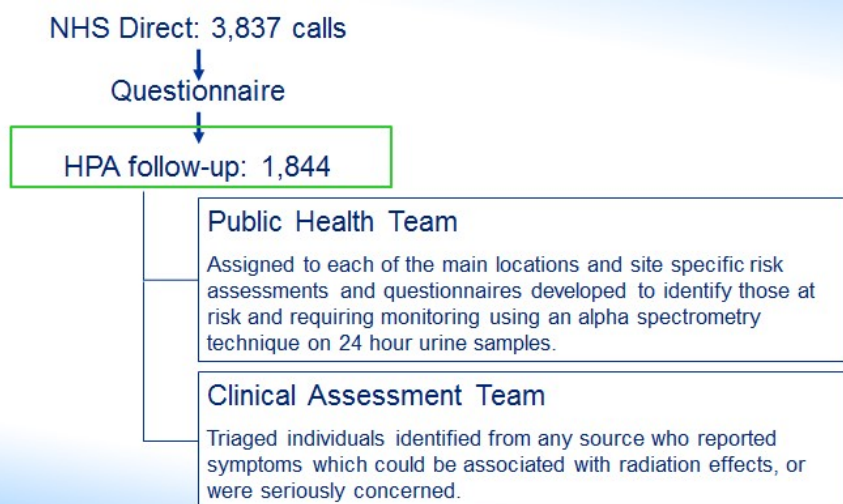 NHS Direct: 3,837 calls
Questionnaire
HPA follow-up: 1,844
Public Health Team
Assigned to each of the main locations and site specific risk
assessments and questionnaires developed to identify those at
risk and requiring monitoring using an alpha spectrometry
technique on 24 hour urine samples.
Clinical Assessment Team
Triaged individuals identified from any source who reported
symptoms which could be associated with radiation effects, or
were seriously concerned.